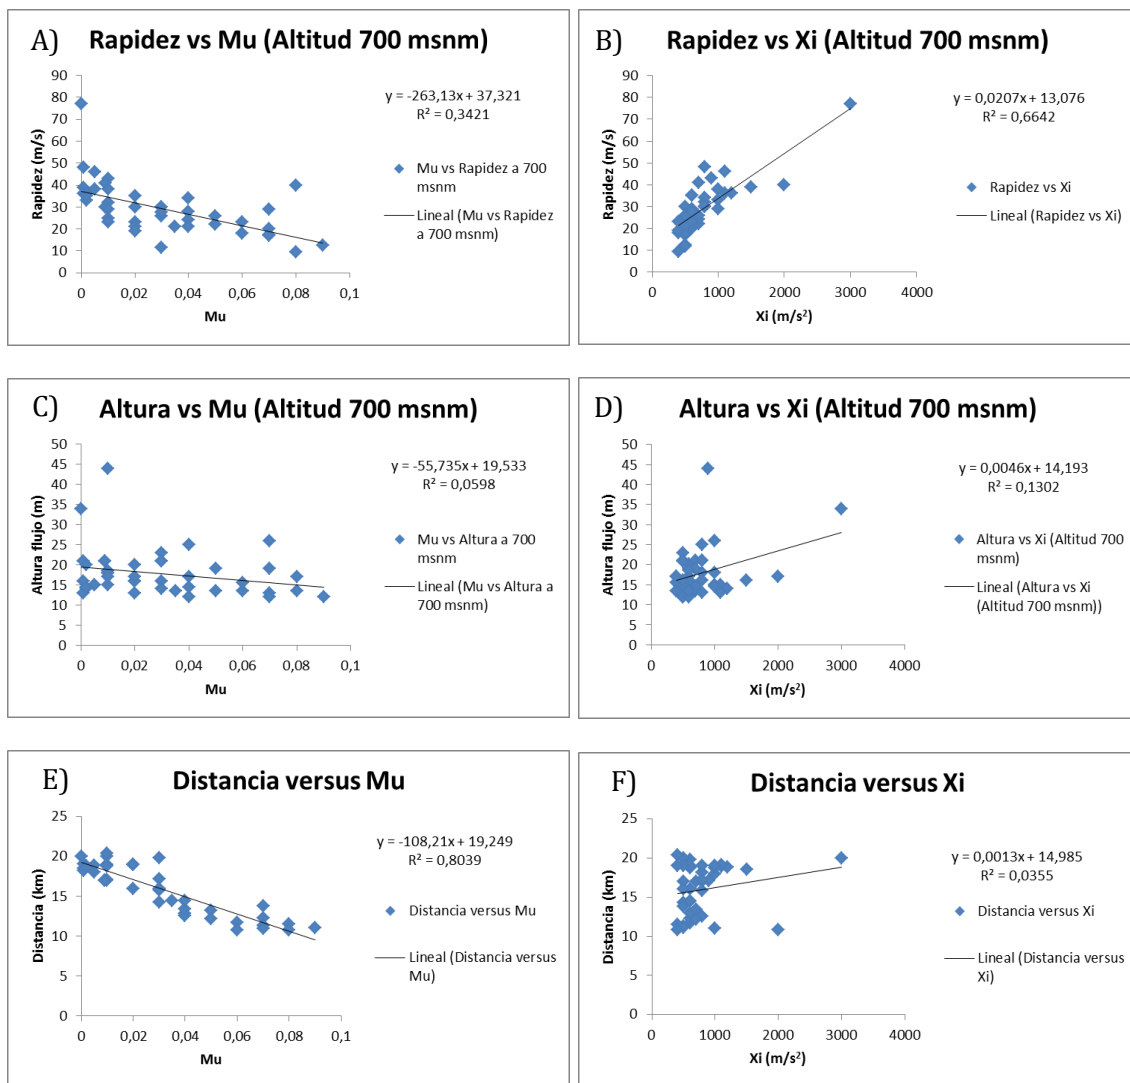 A) Rapidez vs Mu (Altitud 700 msnm)
y = -263,13x + 37,321
R² = 0,3421
Rapidez (m/s)
90
80
70
60
50
40
30
20
10
0
0 0,02 0,04 0,06 0,08 0,1
Mu
Mu vs Rapidez a 700
msnm
Lineal (Mu vs Rapidez
a 700 msnm)
B) Rapidez vs Xi (Altitud 700 msnm)
y = 0,0207x + 13,076
R² = 0,6642
Rapidez (m/s)
90
80
70
60
50
40
30
20
10
0
0 1000 2000 3000 4000
Xi (m/s²)
Rapidez vs Xi
Lineal (Rapidez vs Xi)
C) Altura vs Mu (Altitud 700 msnm)
y = -55,735x + 19,533
R² = 0,0598
Altura flujo (m)
50
45
40
35
30
25
20
15
10
5
0
0 0,02 0,04 0,06 0,08 0,1
Mu
Mu vs Altura a 700
msnm
Lineal (Mu vs Altura a
700 msnm)
D) Altura vs Xi (Altitud 700 msnm)
y = 0,0046x + 14,193
R² = 0,1302
Altura flujo (m)
50
45
40
35
30
25
20
15
10
5
0
0 1000 2000 3000 4000
Xi (m/s²)
Altura vs Xi (Altitud 700
msnm)
Lineal (Altura vs Xi
(Altitud 700 msnm))
E) Distancia versus Mu
y = -108,21x + 19,249
R² = 0,8039
Distancia (km)
25
20
15
10
5
0
0 0,02 0,04 0,06 0,08 0,1
Mu
Distancia versus Mu
Lineal (Distancia versus
Mu)
F) Distancia versus Xi
y = 0,0013x + 14,985
R² = 0,0355
Distancia (km)
25
20
15
10
5
0
0 1000 2000 3000 4000
Xi (m/s²)
Distancia versus Xi
Lineal (Distancia versus
Xi)